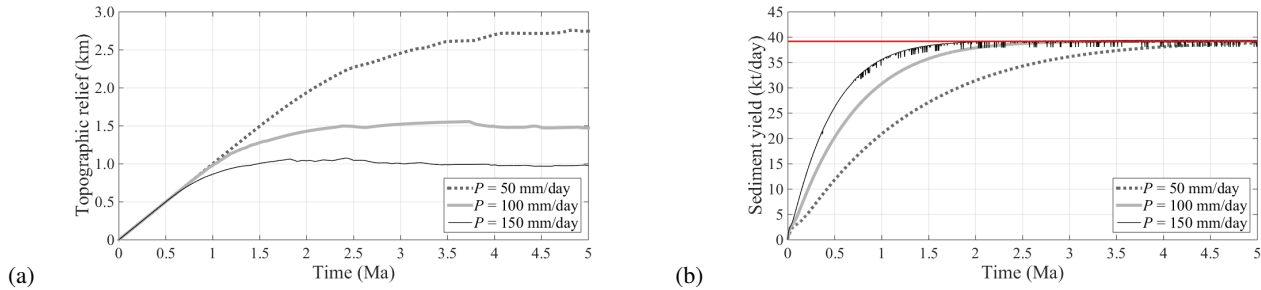 3.0
2.5
2.0
1.5
1.0
0.5
0
Topographic relief (km)
P = 50 mm/day
P = 100 mm/day
P = 150 mm/day
0 0.5 1 1.5 2 2.5 3 3.5 4 4.5 5
Time (Ma)
(a)
45
40
35
30
25
20
15
10
5
0
Sediment yield (kt/day)
P = 50 mm/day
P = 100 mm/day
P = 150 mm/day
0 0.5 1 1.5 2 2.5 3 3.5 4 4.5 5
Time (Ma)
(b)